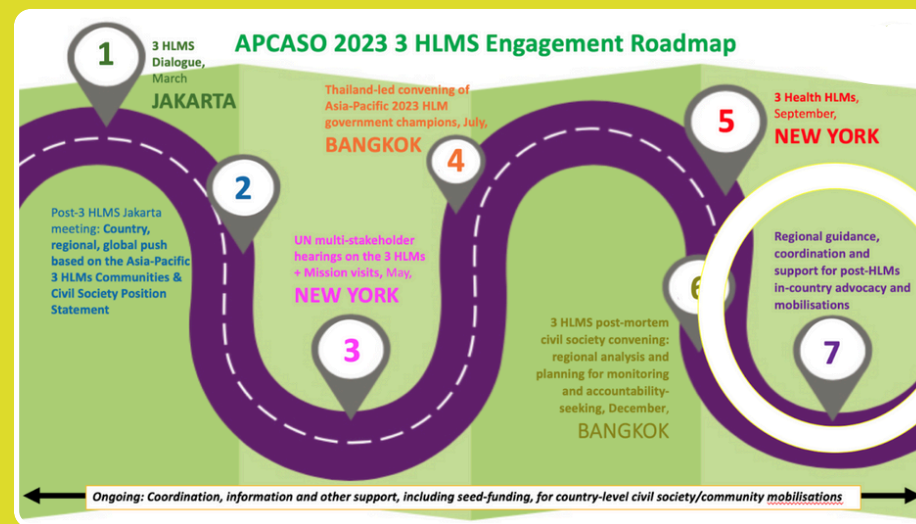 APCASO 2023 3 HLMS Engagement Roadmap
1
3 HLMS
Dialogue,
March
JAKARTA
2
Post-3 HLMS Jakarta
meeting: Country,
regional, global push
based on the Asia-Pacific
3 HLMs Communities &
Civil Society Position
Statement
3
UN multi-stakeholder
hearings on the 3 HLMs
+ Mission visits, May,
NEW YORK
4
Thailand-led convening of
Asia-Pacific 2023 HLM
government champions, July,
BANGKOK
5
3 Health HLMs,
September,
NEW YORK
6
3 HLMS post-mortem
civil society convening:
regional analysis and
planning for monitoring
and accountability-
seeking, December,
BANGKOK
7
Regional guidance,
coordination and
support for post-HLMs
in-country advocacy and
mobilisations
Ongoing: Coordination, information and other support, including seed-funding, for country-level civil society/community mobilisations